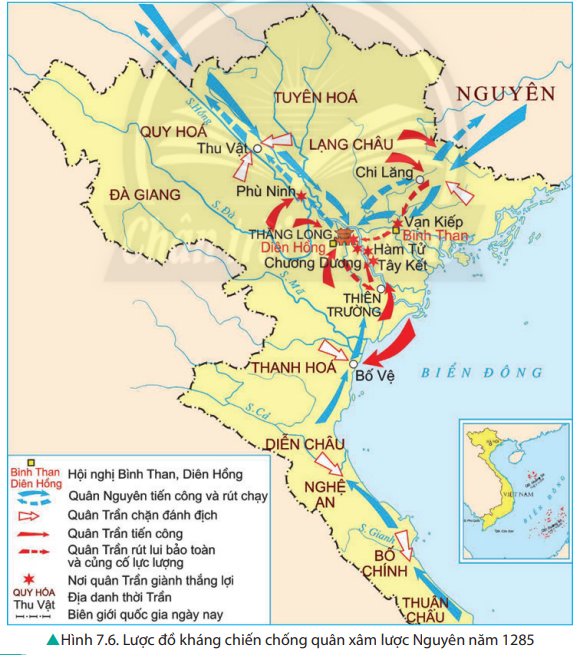 TUYÊN HOÁ
NGUYÊN
S.Hồng
QUY HOÁ
Thu Vật
LẠNG CHÂU
Chi Lăng
ĐÀ GIANG
Phù Ninh
S.Đà
Vạn Kiếp
THĂNG LONG
Bình Than
Diên Hồng
Hàm Tử
Chương Dương
Tây Kết
S.Mã
THIÊN
TRƯỜNG
THANH HOÁ
Bố Vệ
BIỂN ĐÔNG
S.Cả
DIỄN CHÂU
NGHỆ
AN
S.Gianh
BỐ
CHÍNH
THUẬN
CHÂU
Bình Than
Diên Hồng
Hội nghị Bình Than, Diên Hồng
Quân Nguyên tiến công và rút chạy
Quân Trần chặn đánh địch
Quân Trần tiến công
Quân Trần rút lui bảo toàn
và củng cố lực lượng
Nơi quân Trần giành thắng lợi
QUY HÓA
Thu Vật
Địa danh thời Trần
Biên giới quốc gia ngày nay
VIỆT NAM
▲Hình 7.6. Lược đồ kháng chiến chống quân xâm lược Nguyên năm 1285